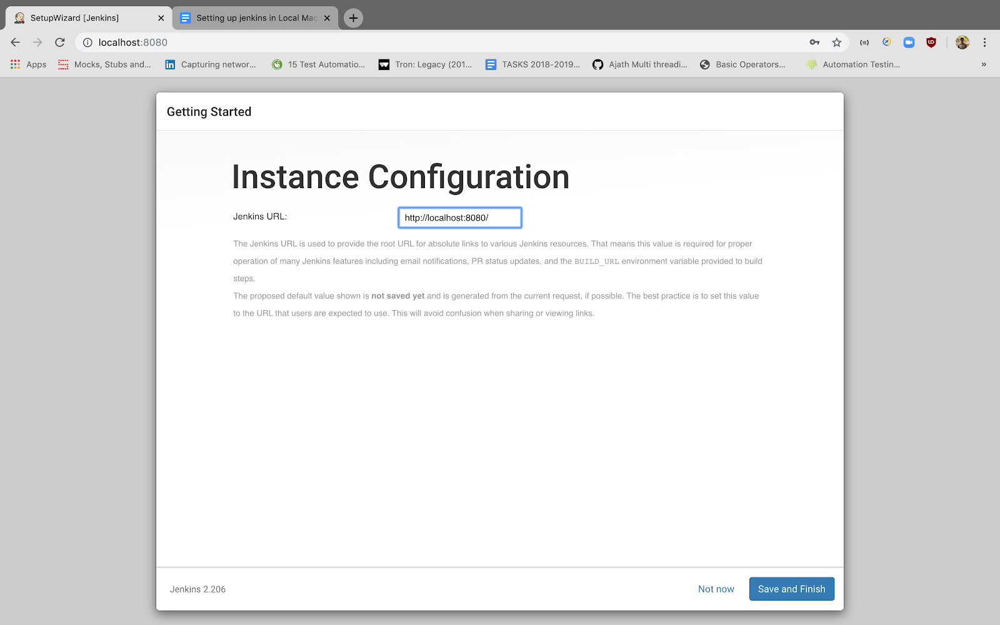 SetupWizard [Jenkins]
Setting up jenkins in Local Mac
localhost:8080
Apps
Mocks, Stubs and...
Capturing networ...
15 Test Automatio...
Tron: Legacy (201...
TASKS 2018-2019...
Ajath Multi threadi...
Basic Operators...
Automation Testin...
»
Getting Started
Instance Configuration
Jenkins URL:
http://localhost:8080/
The Jenkins URL is used to provide the root URL for absolute links to various Jenkins resources. That means this value is required for proper
operation of many Jenkins features including email notifications, PR status updates, and the BUILD_URL environment variable provided to build
steps.
The proposed default value shown is not saved yet and is generated from the current request, if possible. The best practice is to set this value
to the URL that users are expected to use. This will avoid confusion when sharing or viewing links.
Jenkins 2.206
Not now
Save and Finish